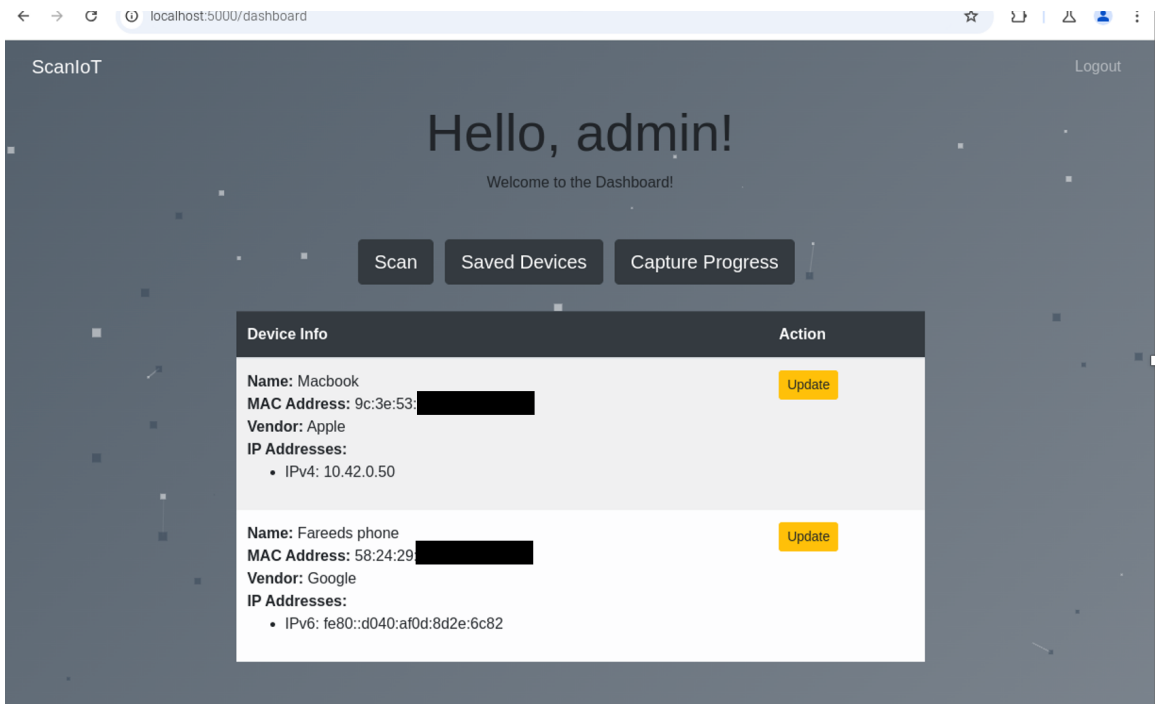 localhost:5000/dashboard
ScanIoT
Logout
Hello, admin!
Welcome to the Dashboard!
Scan Saved Devices Capture Progress
Device Info Action
Name: Macbook Update
MAC Address: 9c:3e:53:
Vendor: Apple
IP Addresses:
• IPv4: 10.42.0.50
Name: Fareeds phone Update
MAC Address: 58:24:29:
Vendor: Google
IP Addresses:
• IPv6: fe80::d040:af0d:8d2e:6c82